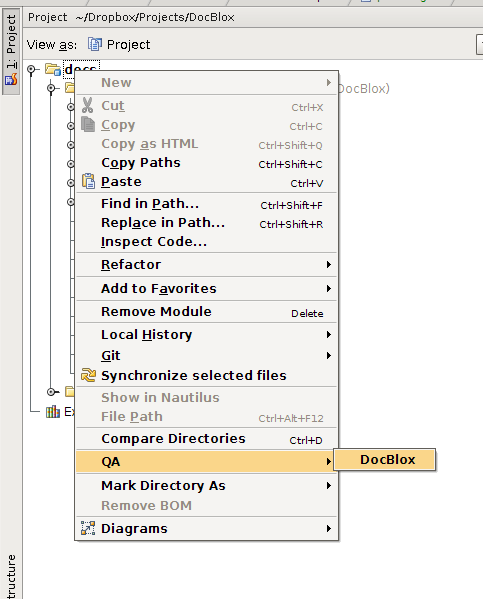 Project ~/Dropbox/Projects/DocBlox
1: Project
View as: Project
docs
DocBlox)
New
Cut Ctrl+X
Copy Ctrl+C
Copy as HTML Ctrl+Shift+Q
Copy Paths Ctrl+Shift+C
Paste Ctrl+V
Find in Path... Ctrl+Shift+F
Replace in Path... Ctrl+Shift+R
Inspect Code...
Refactor
Add to Favorites
Remove Module Delete
Local History
Git
Synchronize selected files
Show in Nautilus
File Path Ctrl+Alt+F12
Compare Directories Ctrl+D
QA
DocBlox
Mark Directory As
Remove BOM
Diagrams
Ex
ructure